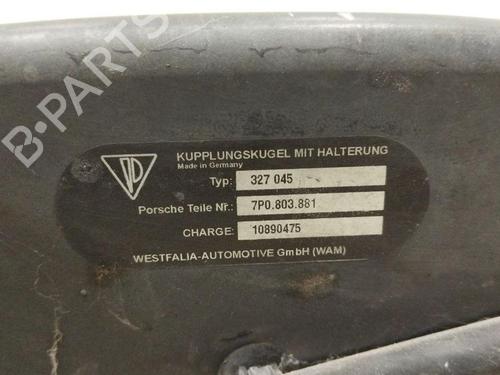 KUPPLUNGSKUGEL MIT HALTERUNG
Made in Germany
Typ: 327 045
Porsche Teile Nr.: 7P0.803.881
CHARGE: 10890475
WESTFALIA-AUTOMOTIVE GmbH (WAM)
B-PARTS